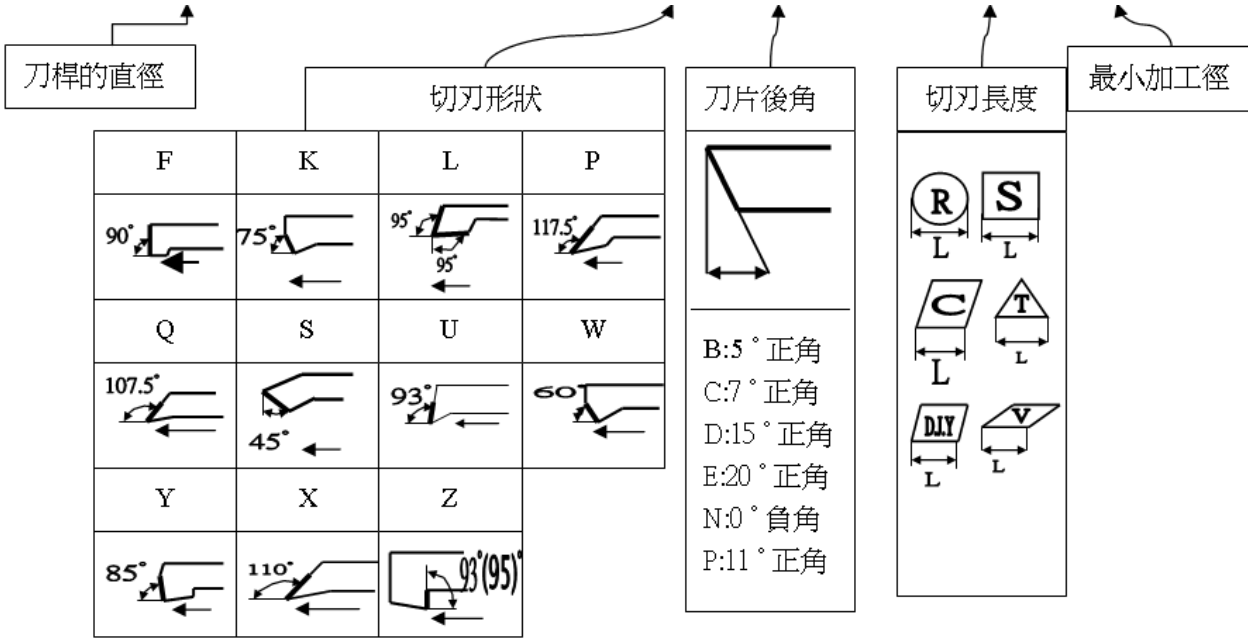 刀桿的直徑
切刃形狀
刀片後角
切刃長度
最小加工徑
F K L P
90° 75° 95° 95° 117.5°
Q S U W
107.5° 45° 93° 60°
Y X Z
85° 110° 93°(95)°
B:5°正角
C:7°正角
D:15°正角
E:20°正角
N:0°負角
P:11°正角
R S
L L
C T
L L
D.J.Y V
L L